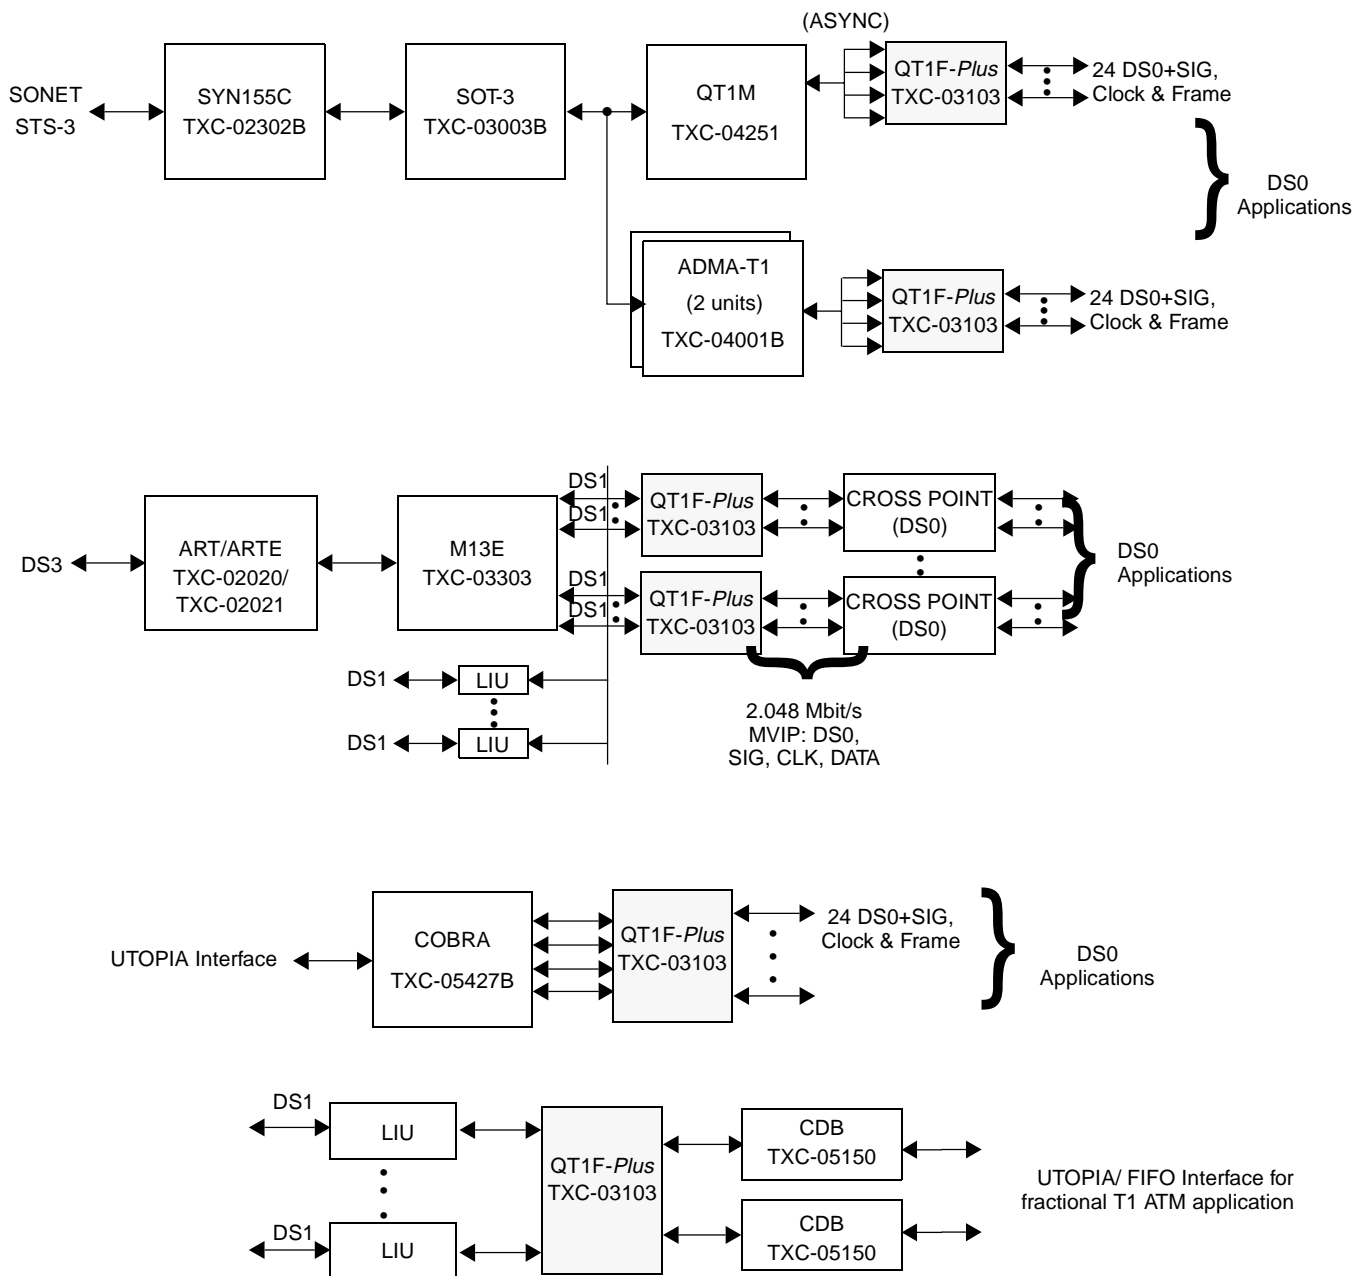 (ASYNC)
SONET
STS-3
SYN155C
TXC-02302B
SOT-3
TXC-03003B
QT1M
TXC-04251
QT1F-Plus
TXC-03103
24 DS0+SIG,
Clock & Frame
DS0
Applications
ADMA-T1
(2 units)
TXC-04001B
QT1F-Plus
TXC-03103
24 DS0+SIG,
Clock & Frame
DS3
ART/ARTE
TXC-02020/
TXC-02021
M13E
TXC-03303
DS1
DS1
DS1
DS1
QT1F-Plus
TXC-03103
CROSS POINT
(DS0)
QT1F-Plus
TXC-03103
CROSS POINT
(DS0)
DS0
Applications
DS1
LIU
DS1
LIU
2.048 Mbit/s
MVIP: DS0,
SIG, CLK, DATA
UTOPIA Interface
COBRA
TXC-05427B
QT1F-Plus
TXC-03103
24 DS0+SIG,
Clock & Frame
DS0
Applications
DS1
LIU
DS1
LIU
QT1F-Plus
TXC-03103
CDB
TXC-05150
CDB
TXC-05150
UTOPIA/ FIFO Interface for
fractional T1 ATM application